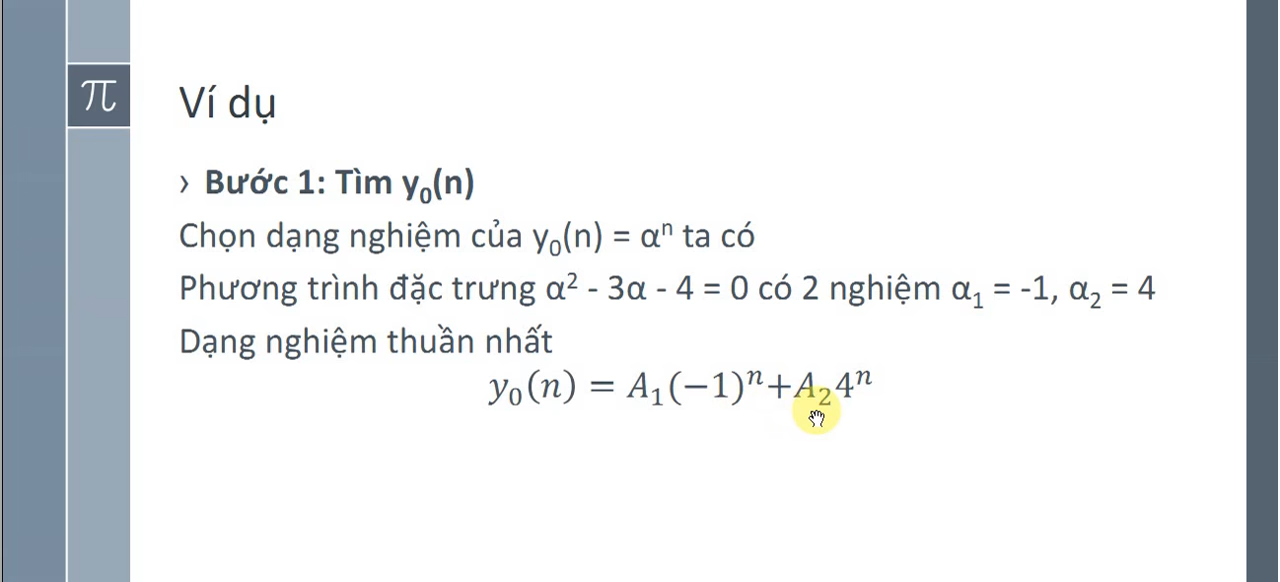 π
Ví dụ
› Bước 1: Tìm y₀(n)
Chọn dạng nghiệm của y₀(n) = αⁿ ta có
Phương trình đặc trưng α² - 3α - 4 = 0 có 2 nghiệm α₁ = -1, α₂ = 4
Dạng nghiệm thuần nhất
y₀(n) = A₁(−1)ⁿ+A₂4ⁿ